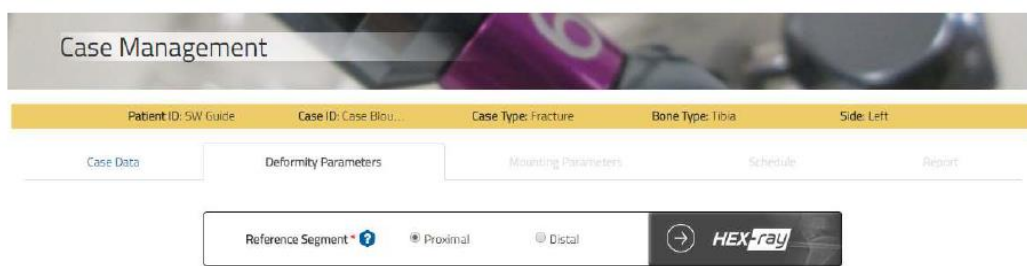 Case Management
6
Patient ID: SW Guide Case ID: Case Blou... Case Type: Fracture Bone Type: Tibia Side: Left
Case Data Deformity Parameters Mounting Parameters Schedule Report
Reference Segment * ? Proximal Distal HEX-ray